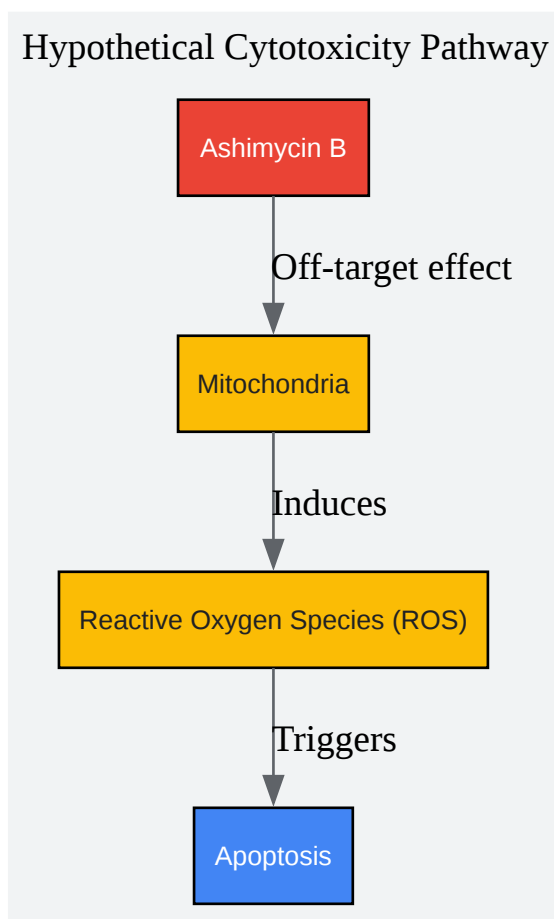 Hypothetical Cytotoxicity Pathway
Ashimycin B
Off-target effect
Mitochondria
Induces
Reactive Oxygen Species (ROS)
Triggers
Apoptosis